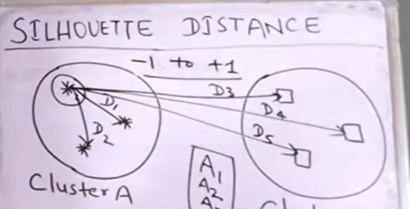 SILHOUETTE DISTANCE
-1 to +1
D3
D1
D4
D2
D5
Cluster A
A1
A2